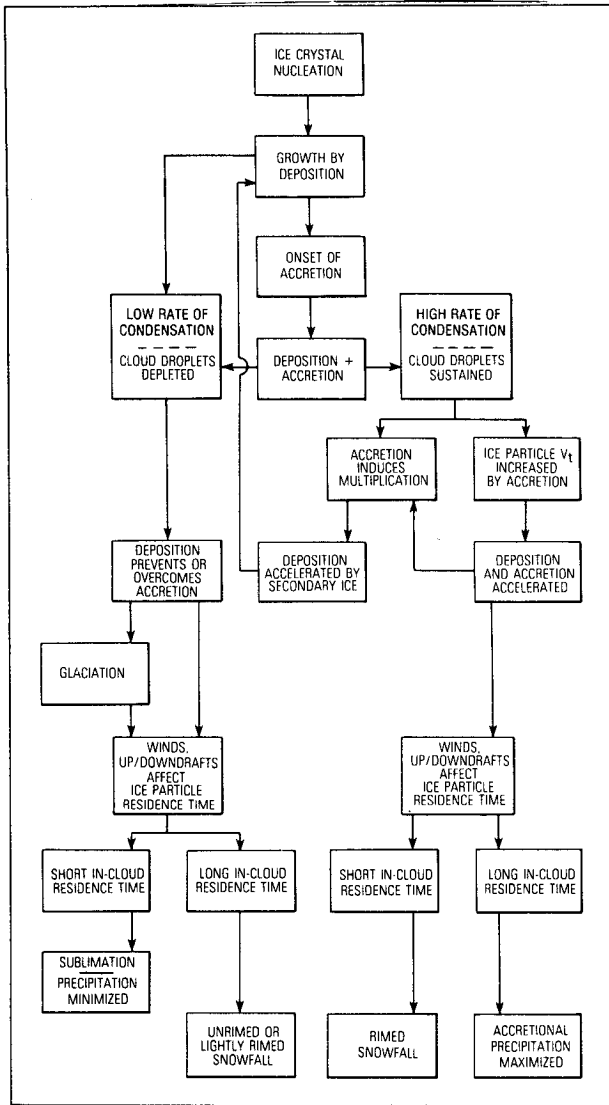 ICE CRYSTAL
NUCLEATION
GROWTH BY
DEPOSITION
ONSET OF
ACCRETION
LOW RATE OF
CONDENSATION
CLOUD DROPLETS
DEPLETED
DEPOSITION +
ACCRETION
HIGH RATE OF
CONDENSATION
CLOUD DROPLETS
SUSTAINED
ACCRETION
INDUCES
MULTIPLICATION
ICE PARTICLE Vt
INCREASED
BY ACCRETION
DEPOSITION
PREVENTS OR
OVERCOMES
ACCRETION
DEPOSITION
ACCELERATED BY
SECONDARY ICE
DEPOSITION
AND ACCRETION
ACCELERATED
GLACIATION
WINDS,
UP/DOWNDRAFTS
AFFECT
ICE PARTICLE
RESIDENCE TIME
WINDS,
UP/DOWNDRAFTS
AFFECT
ICE PARTICLE
RESIDENCE TIME
SHORT IN-CLOUD
RESIDENCE TIME
LONG IN-CLOUD
RESIDENCE TIME
SHORT IN-CLOUD
RESIDENCE TIME
LONG IN-CLOUD
RESIDENCE TIME
SUBLIMATION
PRECIPITATION
MINIMIZED
UNRIMED OR
LIGHTLY RIMED
SNOWFALL
RIMED
SNOWFALL
ACCRETIONAL
PRECIPITATION
MAXIMIZED